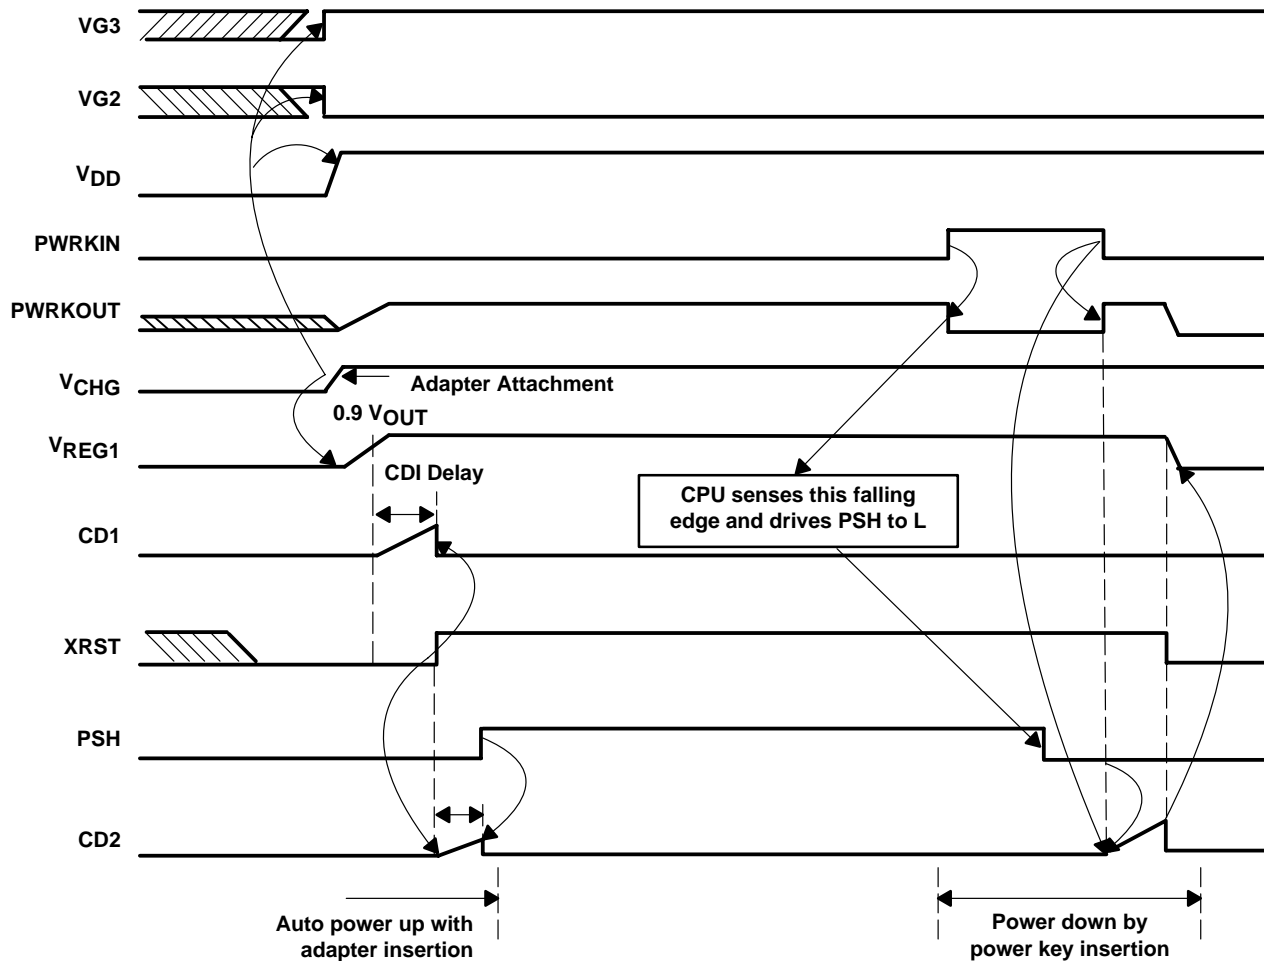 VG3
VG2
VDD
PWRKIN
PWRKOUT
VCHG
Adapter Attachment
0.9 VOUT
VREG1
CDI Delay
CPU senses this falling
edge and drives PSH to L
CD1
XRST
PSH
CD2
Auto power up with
adapter insertion
Power down by
power key insertion